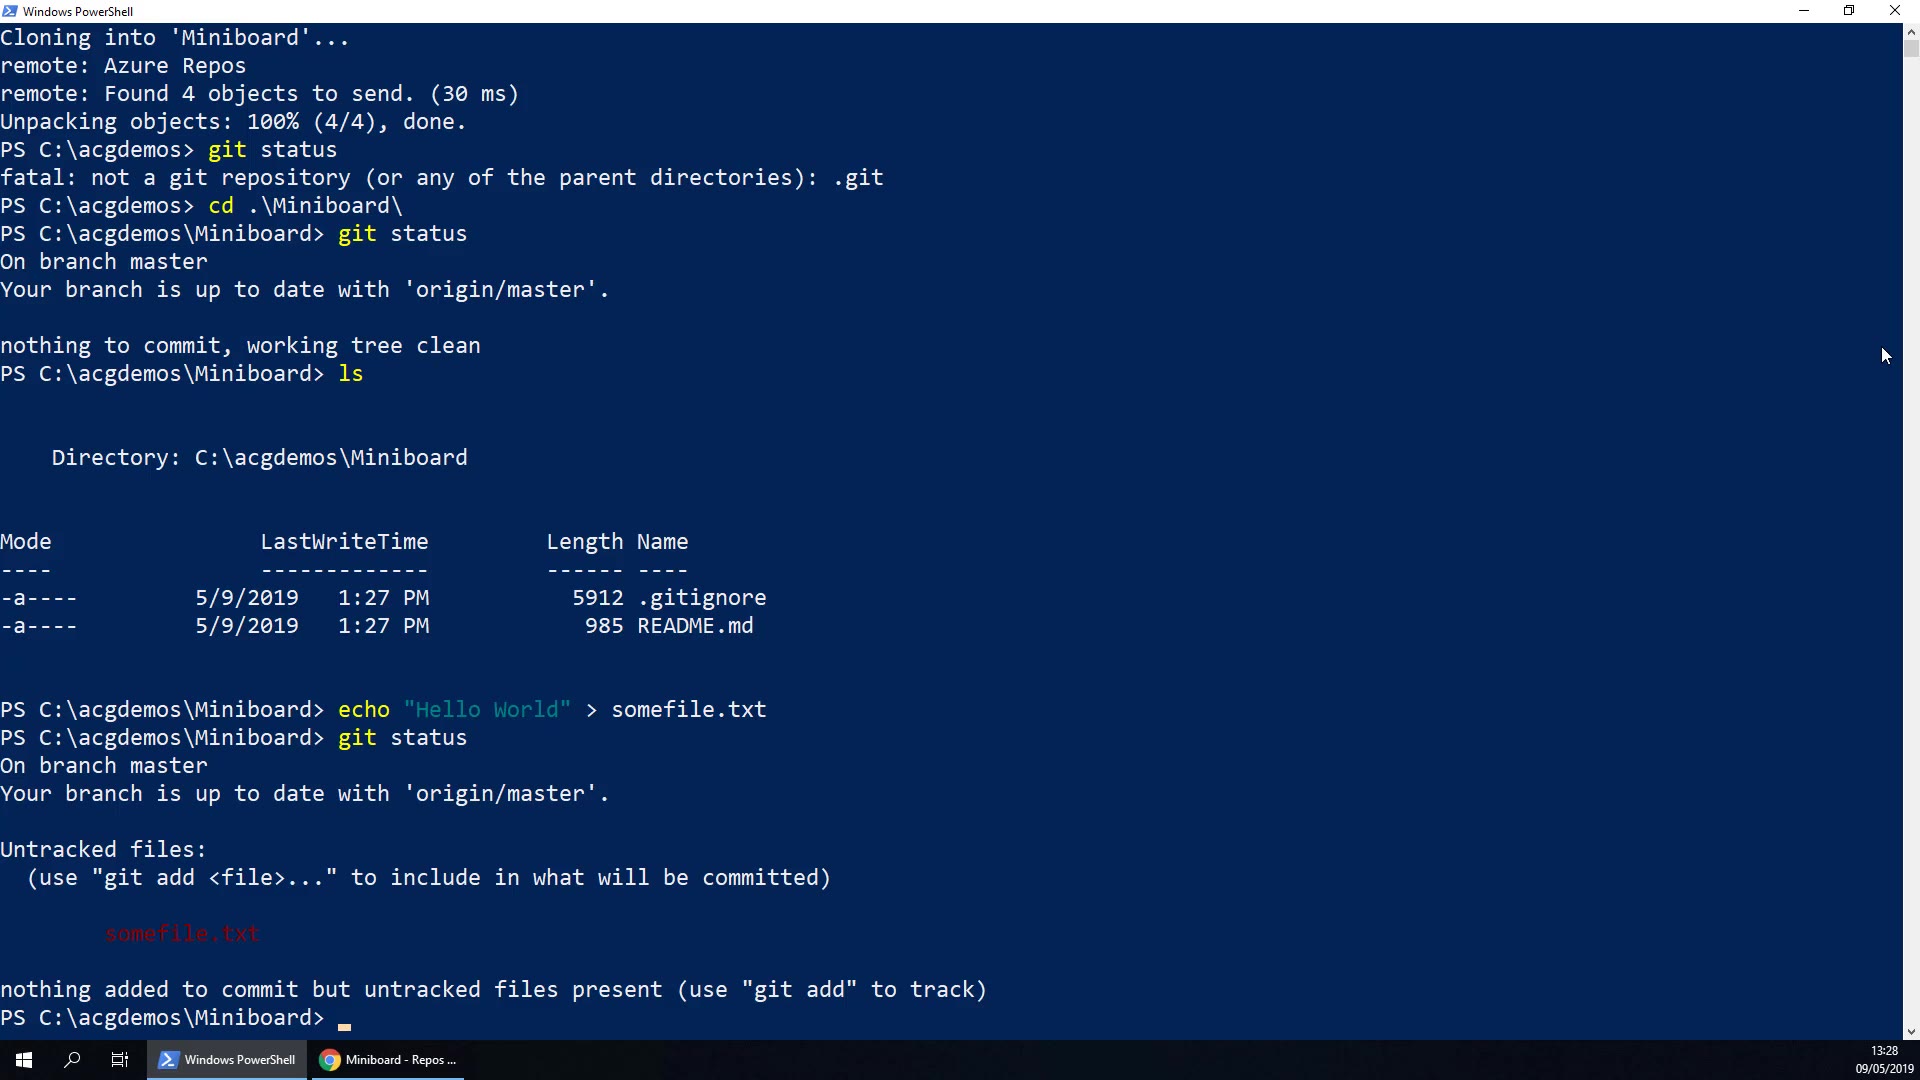 Windows PowerShell
Cloning into 'Miniboard'...
remote: Azure Repos
remote: Found 4 objects to send. (30 ms)
Unpacking objects: 100% (4/4), done.
PS C:\acgdemos> git status
fatal: not a git repository (or any of the parent directories): .git
PS C:\acgdemos> cd .\Miniboard\
PS C:\acgdemos\Miniboard> git status
On branch master
Your branch is up to date with 'origin/master'.
nothing to commit, working tree clean
PS C:\acgdemos\Miniboard> ls
Directory: C:\acgdemos\Miniboard
Mode LastWriteTime Length Name
---- ------------- ------ ----
-a---- 5/9/2019 1:27 PM 5912 .gitignore
-a---- 5/9/2019 1:27 PM 985 README.md
PS C:\acgdemos\Miniboard> echo "Hello World" > somefile.txt
PS C:\acgdemos\Miniboard> git status
On branch master
Your branch is up to date with 'origin/master'.
Untracked files:
(use "git add <file>..." to include in what will be committed)
somefile.txt
nothing added to commit but untracked files present (use "git add" to track)
PS C:\acgdemos\Miniboard>
Windows PowerShell
Miniboard - Repos ...
13:28
09/05/2019